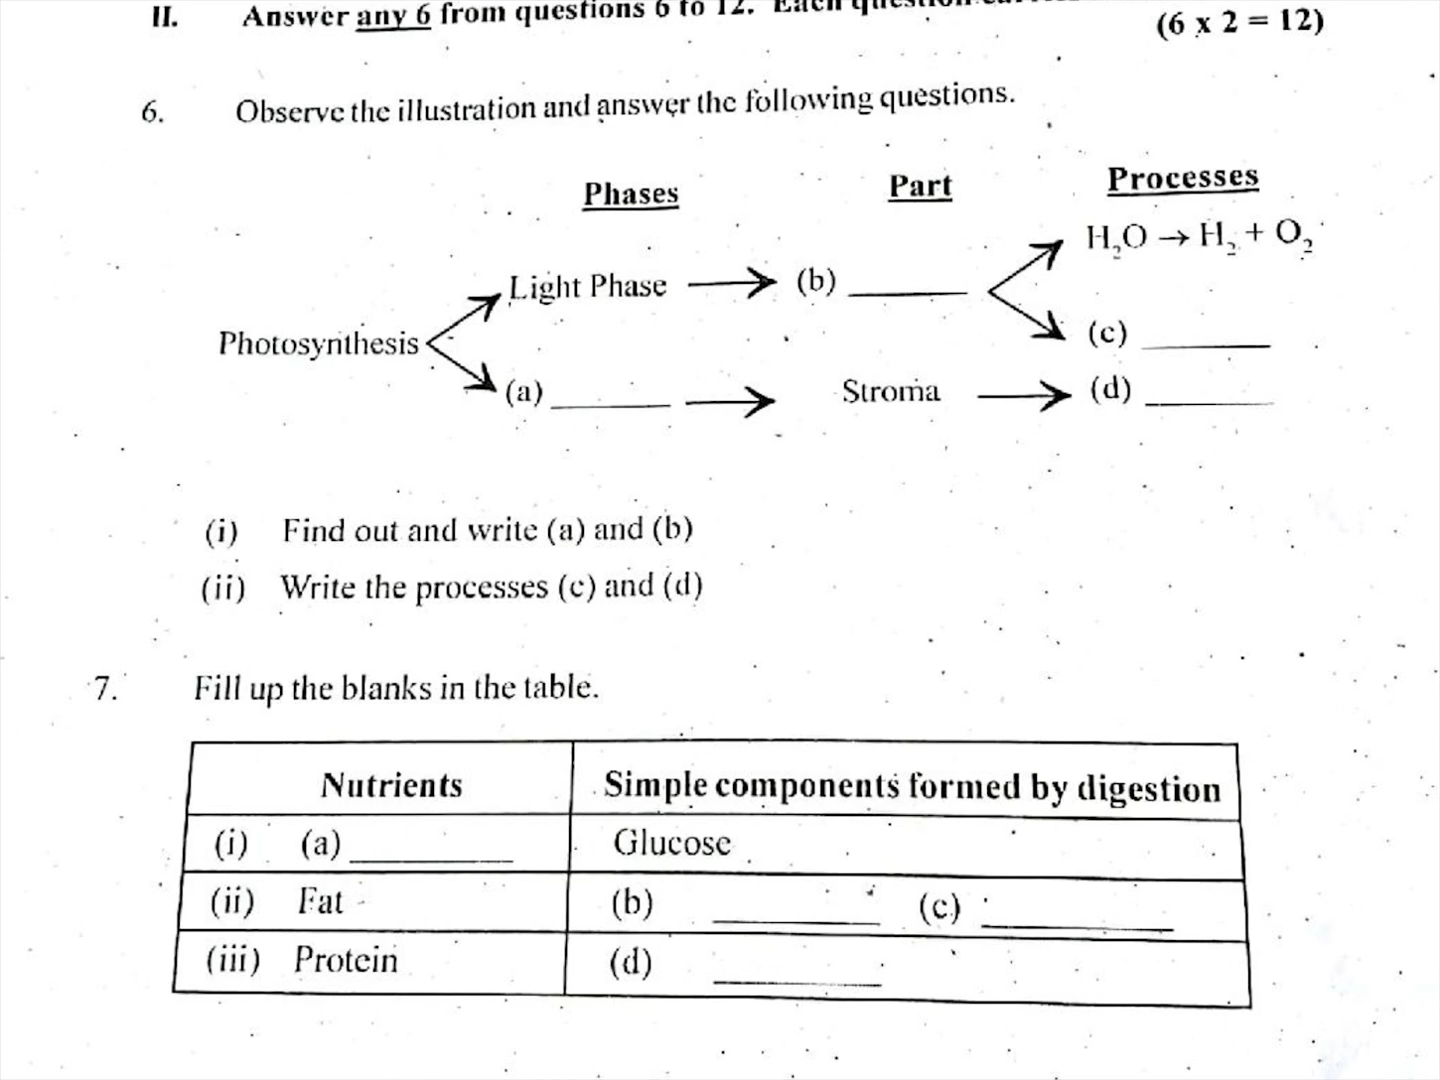 II. Answer any 6 from questions 6 to 12. Each question
(6 x 2 = 12)
6. Observe the illustration and answer the following questions.
Phases Part Processes
H₂O → H₂ + O₂
Light Phase (b) ______
Photosynthesis
(c) ______
(a) ______ Stroma (d) ______
(i) Find out and write (a) and (b)
(ii) Write the processes (c) and (d)
7. Fill up the blanks in the table.
Nutrients Simple components formed by digestion
(i) (a) ______ Glucose
(ii) Fat (b) ______ (c) ______
(iii) Protein (d) ______